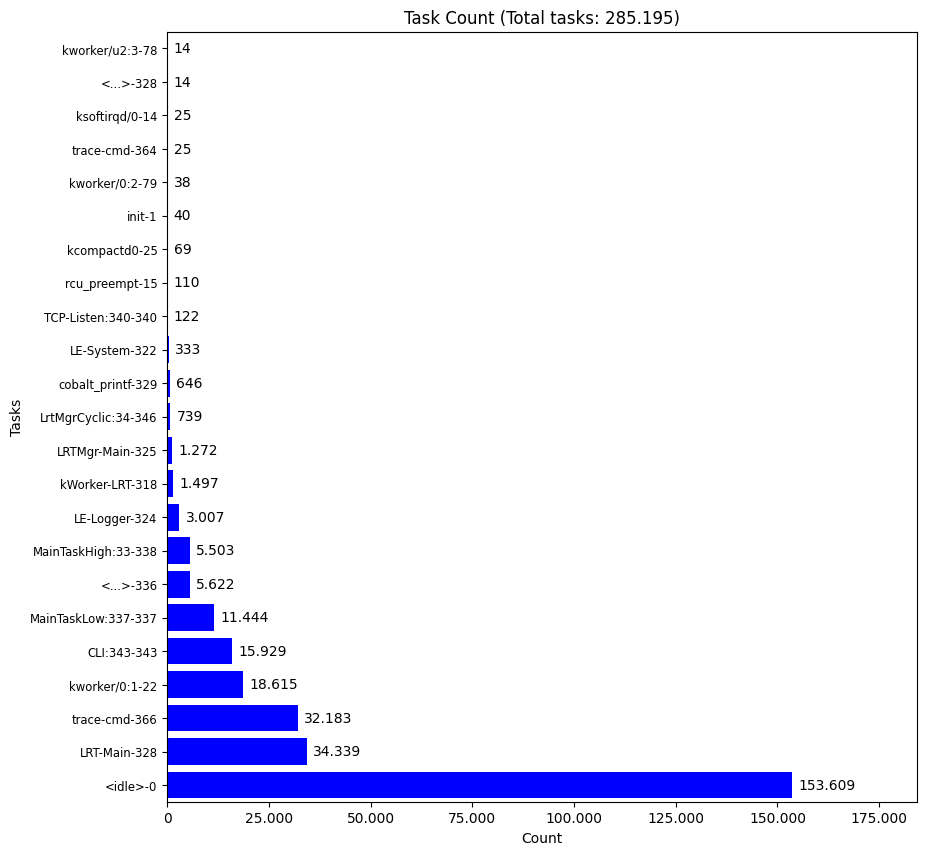 Task Count (Total tasks: 285.195)
Tasks
kworker/u2:3-78 14
<...>-328 14
ksoftirqd/0-14 25
trace-cmd-364 25
kworker/0:2-79 38
init-1 40
kcompactd0-25 69
rcu_preempt-15 110
TCP-Listen:340-340 122
LE-System-322 333
cobalt_printf-329 646
LrtMgrCyclic:34-346 739
LRTMgr-Main-325 1.272
kWorker-LRT-318 1.497
LE-Logger-324 3.007
MainTaskHigh:33-338 5.503
<...>-336 5.622
MainTaskLow:337-337 11.444
CLI:343-343 15.929
kworker/0:1-22 18.615
trace-cmd-366 32.183
LRT-Main-328 34.339
<idle>-0 153.609
0 25.000 50.000 75.000 100.000 125.000 150.000 175.000
Count